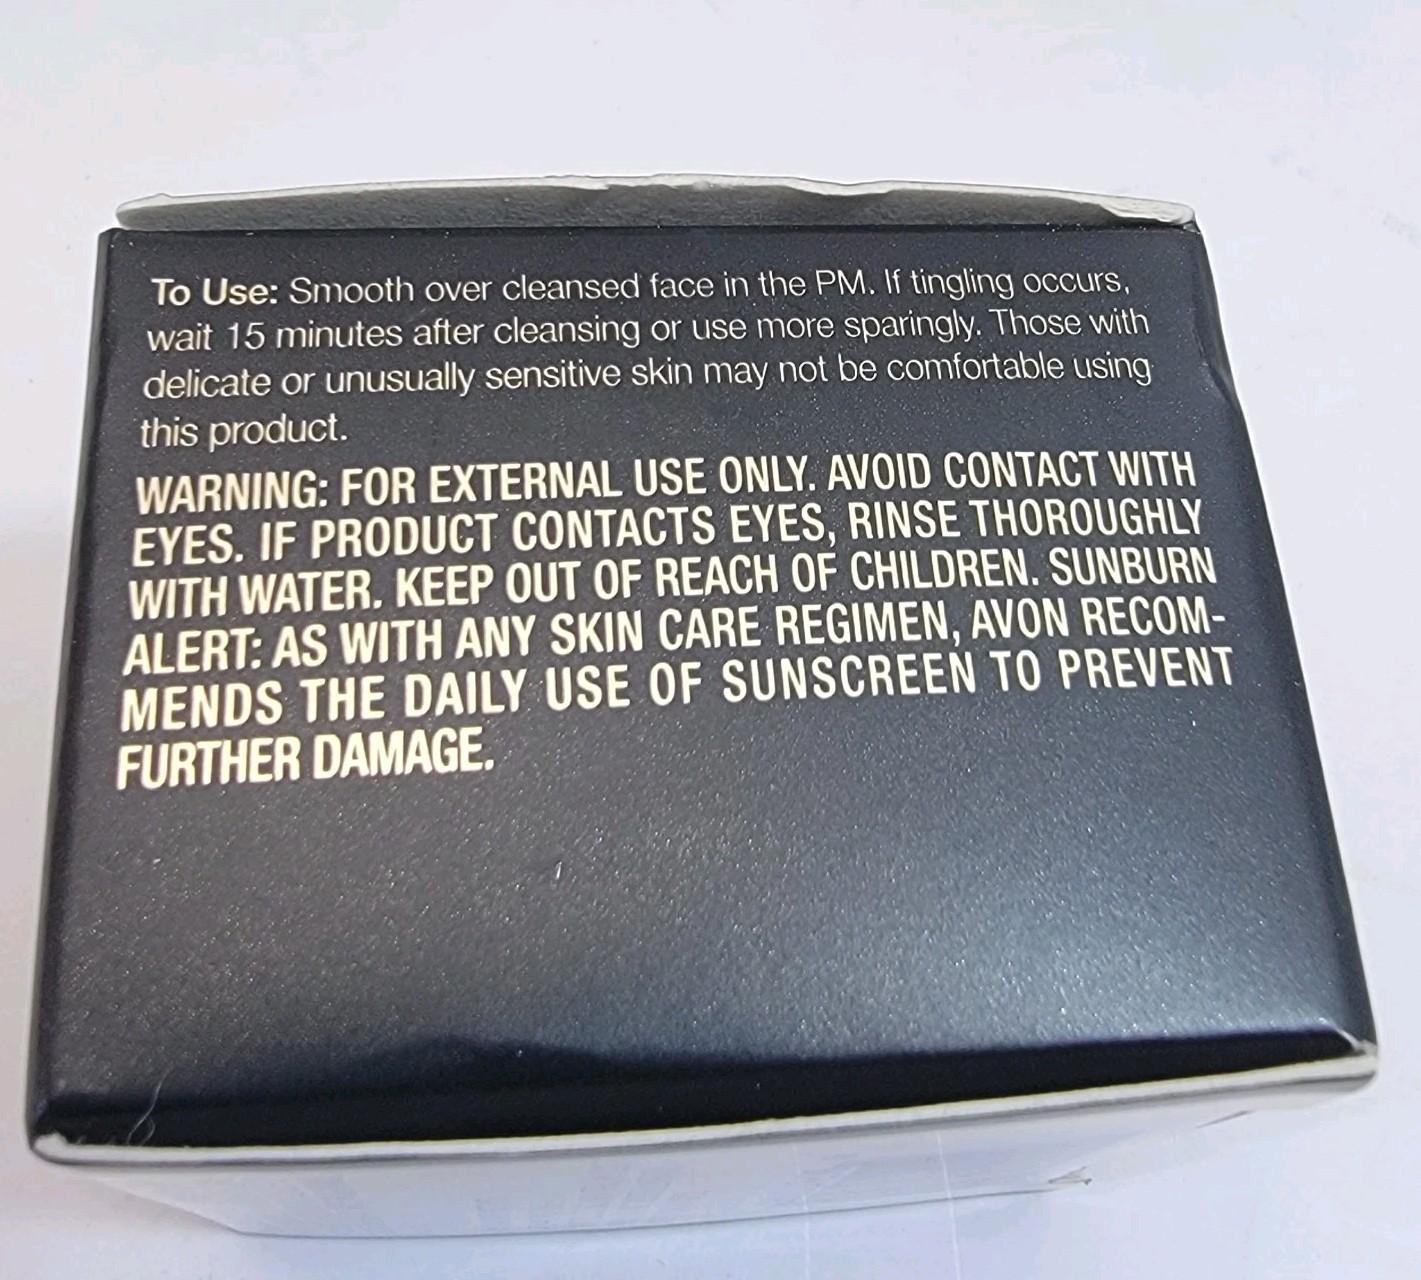 To Use: Smooth over cleansed face in the PM. If tingling occurs,
wait 15 minutes after cleansing or use more sparingly. Those with
delicate or unusually sensitive skin may not be comfortable using
this product.
WARNING: FOR EXTERNAL USE ONLY. AVOID CONTACT WITH
EYES. IF PRODUCT CONTACTS EYES, RINSE THOROUGHLY
WITH WATER. KEEP OUT OF REACH OF CHILDREN. SUNBURN
ALERT: AS WITH ANY SKIN CARE REGIMEN, AVON RECOM-
MENDS THE DAILY USE OF SUNSCREEN TO PREVENT
FURTHER DAMAGE.